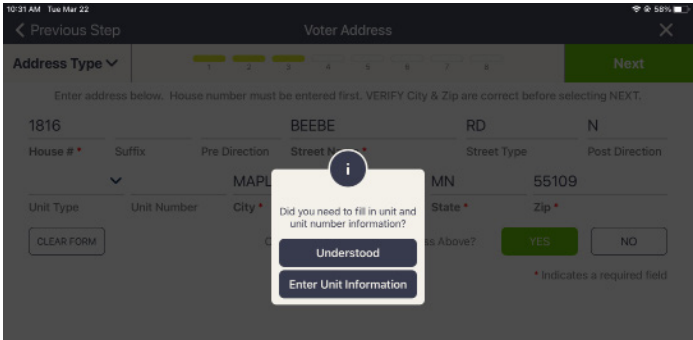 10:31 AM Tue Mar 22
58%
Previous Step
Voter Address
Address Type
1 2 3 4 5 6 7 8
Next
Enter address below. House number must be entered first. VERIFY City & Zip are correct before selecting NEXT.
1816 BEEBE RD N
House # * Suffix Pre Direction Street *  Street Type Post Direction
MAPL MN 55109
Unit Type Unit Number City * State * Zip *
i
Did you need to fill in unit and
unit number information?
Understood
Enter Unit Information
CLEAR FORM
Above?
YES
NO
* Indicates a required field